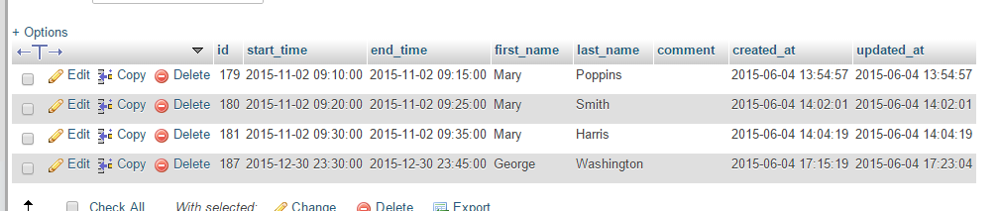 + Options
id start_time end_time first_name last_name comment created_at updated_at
Edit Copy Delete 179 2015-11-02 09:10:00 2015-11-02 09:15:00 Mary Poppins 2015-06-04 13:54:57 2015-06-04 13:54:57
Edit Copy Delete 180 2015-11-02 09:20:00 2015-11-02 09:25:00 Mary Smith 2015-06-04 14:02:01 2015-06-04 14:02:01
Edit Copy Delete 181 2015-11-02 09:30:00 2015-11-02 09:35:00 Mary Harris 2015-06-04 14:04:19 2015-06-04 14:04:19
Edit Copy Delete 187 2015-12-30 23:30:00 2015-12-30 23:45:00 George Washington 2015-06-04 17:15:19 2015-06-04 17:23:04
Check All With selected: Change Delete Export